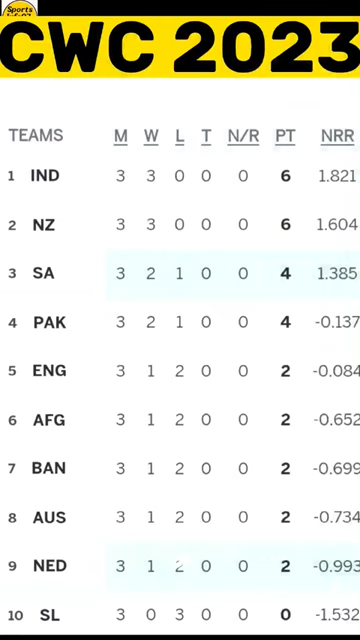 Sports
CWC 2023
TEAMS M W L T N/R PT NRR
1 IND 3 3 0 0 0 6 1.821
2 NZ 3 3 0 0 0 6 1.604
3 SA 3 2 1 0 0 4 1.385
4 PAK 3 2 1 0 0 4 -0.137
5 ENG 3 1 2 0 0 2 -0.084
6 AFG 3 1 2 0 0 2 -0.652
7 BAN 3 1 2 0 0 2 -0.699
8 AUS 3 1 2 0 0 2 -0.734
9 NED 3 1 2 0 0 2 -0.993
10 SL 3 0 3 0 0 0 -1.532